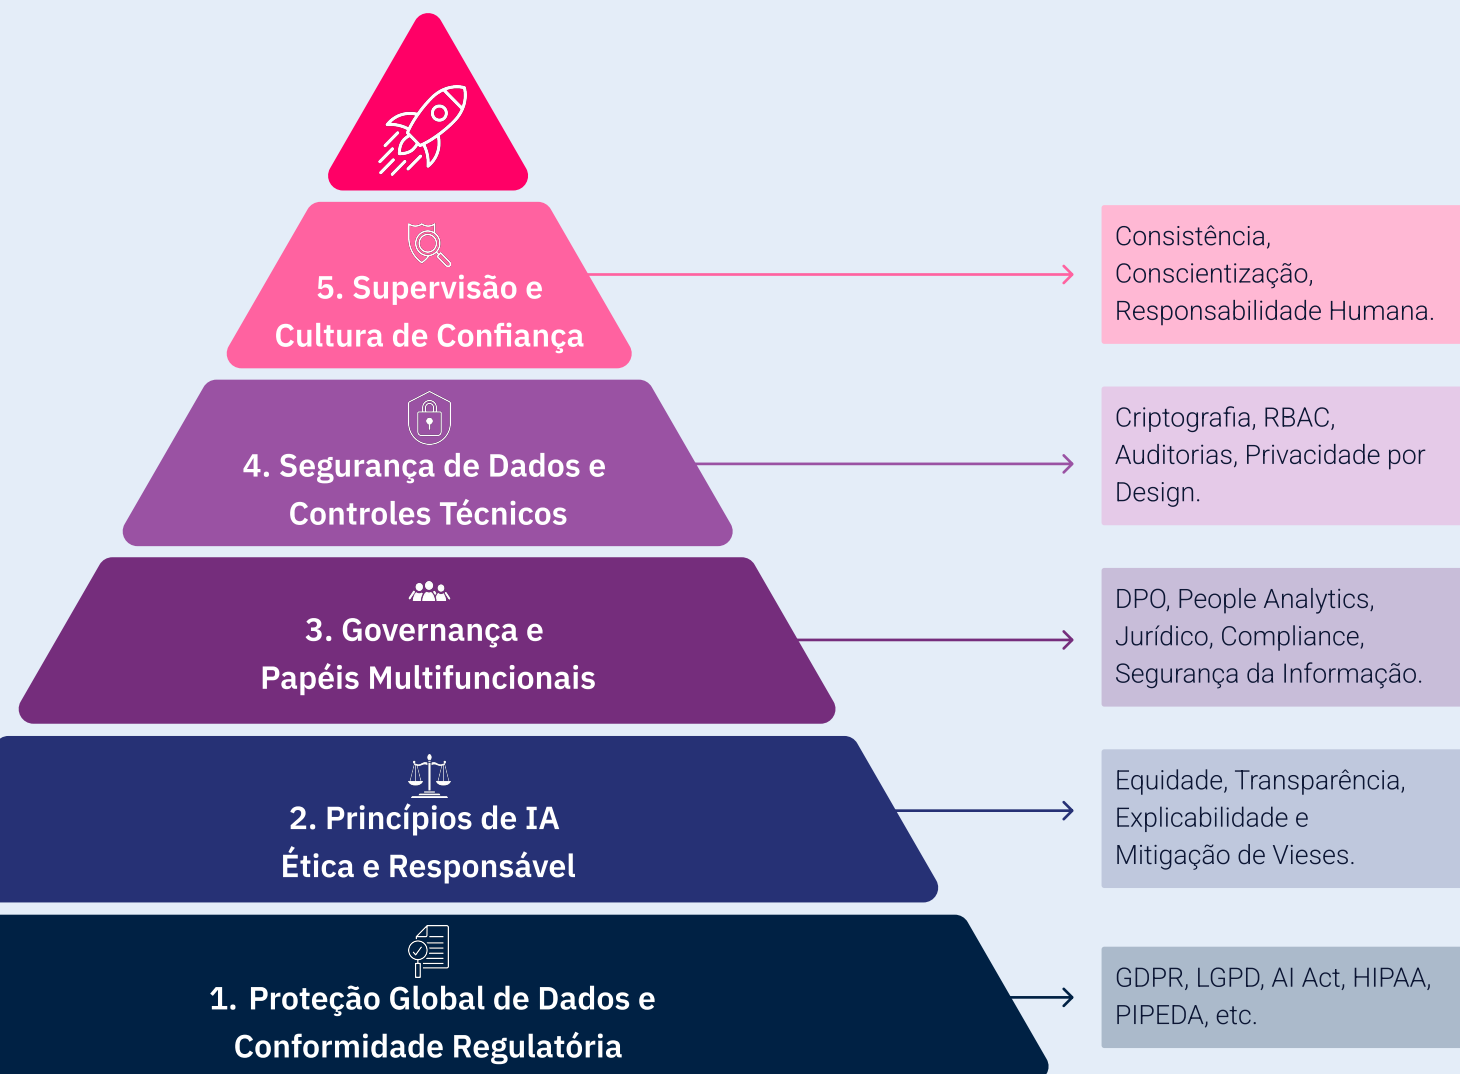 5. Supervisão e
Cultura de Confiança
Consistência,
Conscientização,
Responsabilidade Humana.
4. Segurança de Dados e
Controles Técnicos
Criptografia, RBAC,
Auditorias, Privacidade por
Design.
3. Governança e
Papéis Multifuncionais
DPO, People Analytics,
Jurídico, Compliance,
Segurança da Informação.
2. Princípios de IA
Ética e Responsável
Equidade, Transparência,
Explicabilidade e
Mitigação de Vieses.
1. Proteção Global de Dados e
Conformidade Regulatória
GDPR, LGPD, AI Act, HIPAA,
PIPEDA, etc.